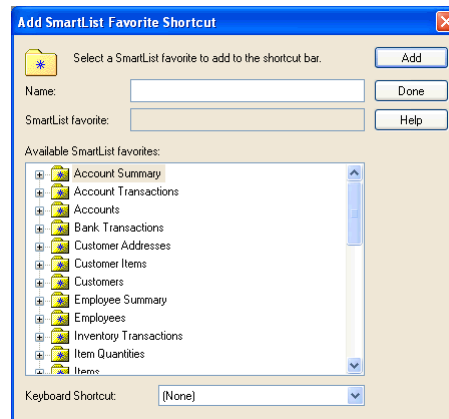 Add SmartList Favorite Shortcut
Select a SmartList favorite to add to the shortcut bar.
Add
Name:
Done
SmartList favorite:
Help
Available SmartList favorites:
Account Summary
Account Transactions
Accounts
Bank Transactions
Customer Addresses
Customer Items
Customers
Employee Summary
Employees
Inventory Transactions
Item Quantities
Items
Keyboard Shortcut:
(None)